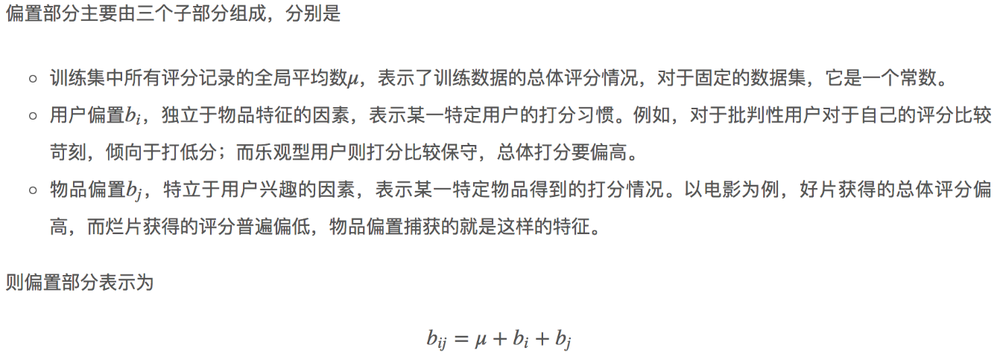 偏置部分主要由三个子部分组成，分别是
训练集中所有评分记录的全局平均数μ，表示了训练数据的总体评分情况，对于固定的数据集，它是一个常数。
用户偏置bᵢ，独立于物品特征的因素，表示某一特定用户的打分习惯。例如，对于批判性用户对于自己的评分比较
苛刻，倾向于打低分；而乐观型用户则打分比较保守，总体打分要偏高。
物品偏置bⱼ，特立于用户兴趣的因素，表示某一特定物品得到的打分情况。以电影为例，好片获得的总体评分偏
高，而烂片获得的评分普遍偏低，物品偏置捕获的就是这样的特征。
则偏置部分表示为
bᵢⱼ = μ + bᵢ + bⱼ